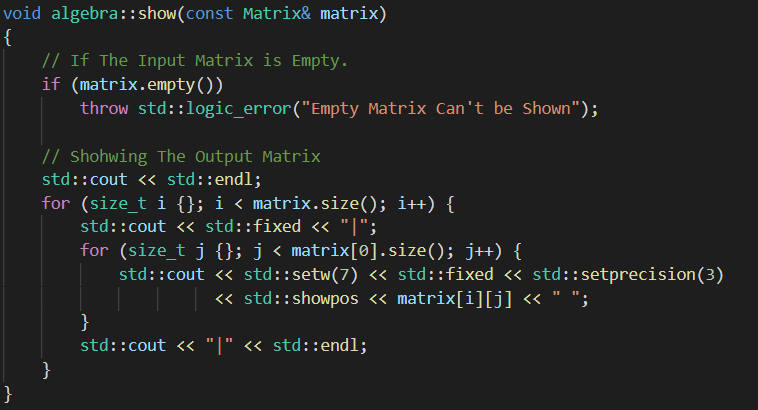 void algebra::show(const Matrix& matrix)
{
    // If The Input Matrix is Empty.
    if (matrix.empty())
        throw std::logic_error("Empty Matrix Can't be Shown");
    // Shohwing The Output Matrix
    std::cout << std::endl;
    for (size_t i {}; i < matrix.size(); i++) {
        std::cout << std::fixed << "|";
        for (size_t j {}; j < matrix[0].size(); j++) {
            std::cout << std::setw(7) << std::fixed << std::setprecision(3)
                      << std::showpos << matrix[i][j] << " ";
        }
        std::cout << "|" << std::endl;
    }
}